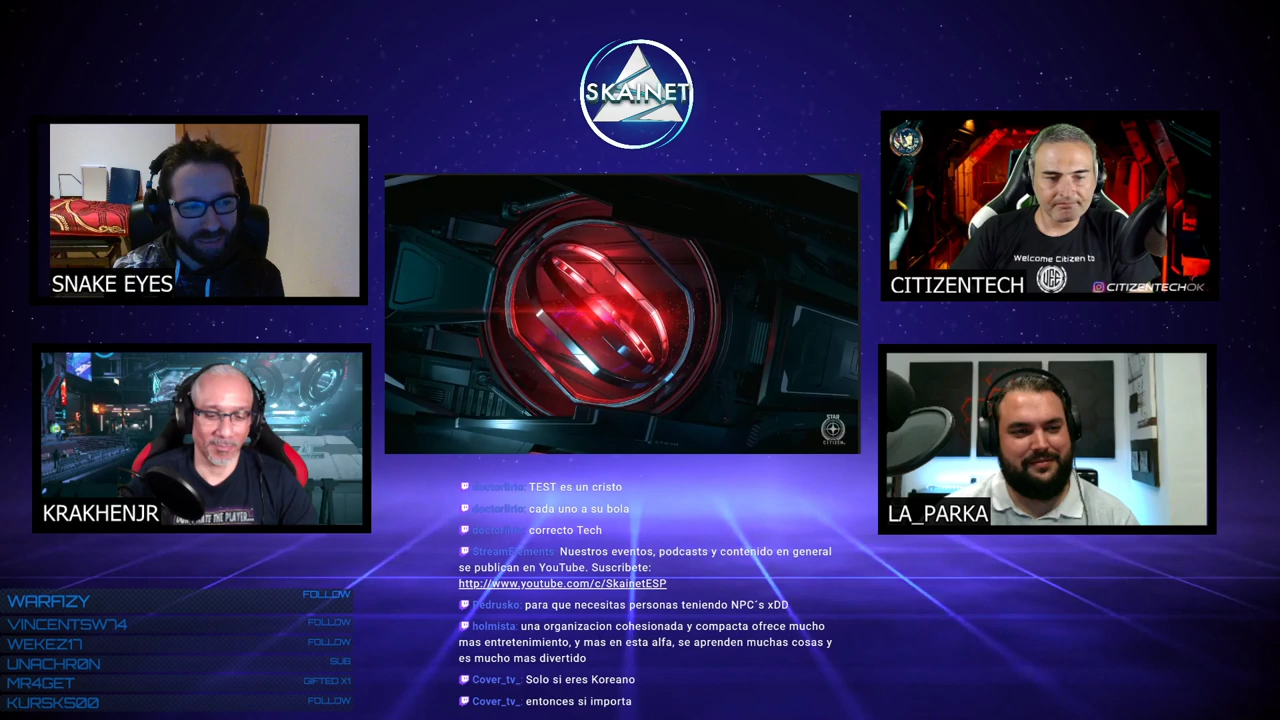 SKAINET
SNAKE EYES
Welcome Citizen to
UEE
CITIZENTECH
CITIZENTECHOK
STAR
CITIZEN
KRAKHENJR
LA_PARKA
doctorlirio: TEST es un cristo
doctorlirio: cada uno a su bola
doctorlirio: correcto Tech
StreamElements: Nuestros eventos, podcasts y contenido en general
se publican en YouTube. Suscribete:
http://www.youtube.com/c/SkainetESP
Pedrusko: para que necesitas personas teniendo NPC´s xDD
holmista: una organizacion cohesionada y compacta ofrece mucho
mas entretenimiento, y mas en esta alfa, se aprenden muchas cosas y
es mucho mas divertido
Cover_tv_: Solo si eres Koreano
Cover_tv_: entonces si importa
WARFIZY FOLLOW
VINCENTSW74 FOLLOW
WEKEZ17 FOLLOW
UNACHR0N SUB
MR4GET GIFTED X1
KURSK500 FOLLOW